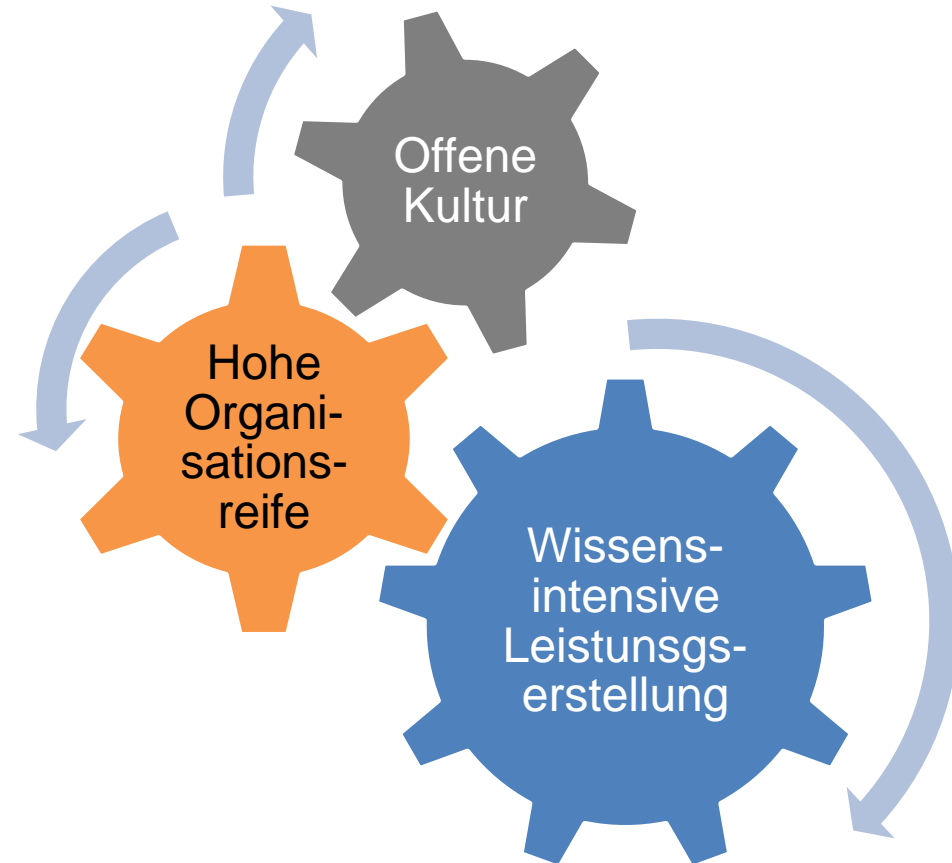 Offene
Kultur
Hohe
Organi-
sations-
reife
Wissens-
intensive
Leistunsgs-
erstellung